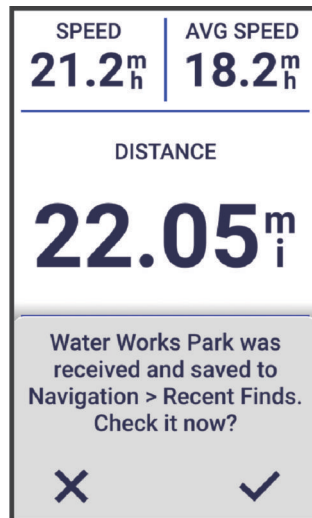 SPEED AVG SPEED
21.2mh 18.2mh
DISTANCE
22.05mi
Water Works Park was
received and saved to
Navigation > Recent Finds.
Check it now?